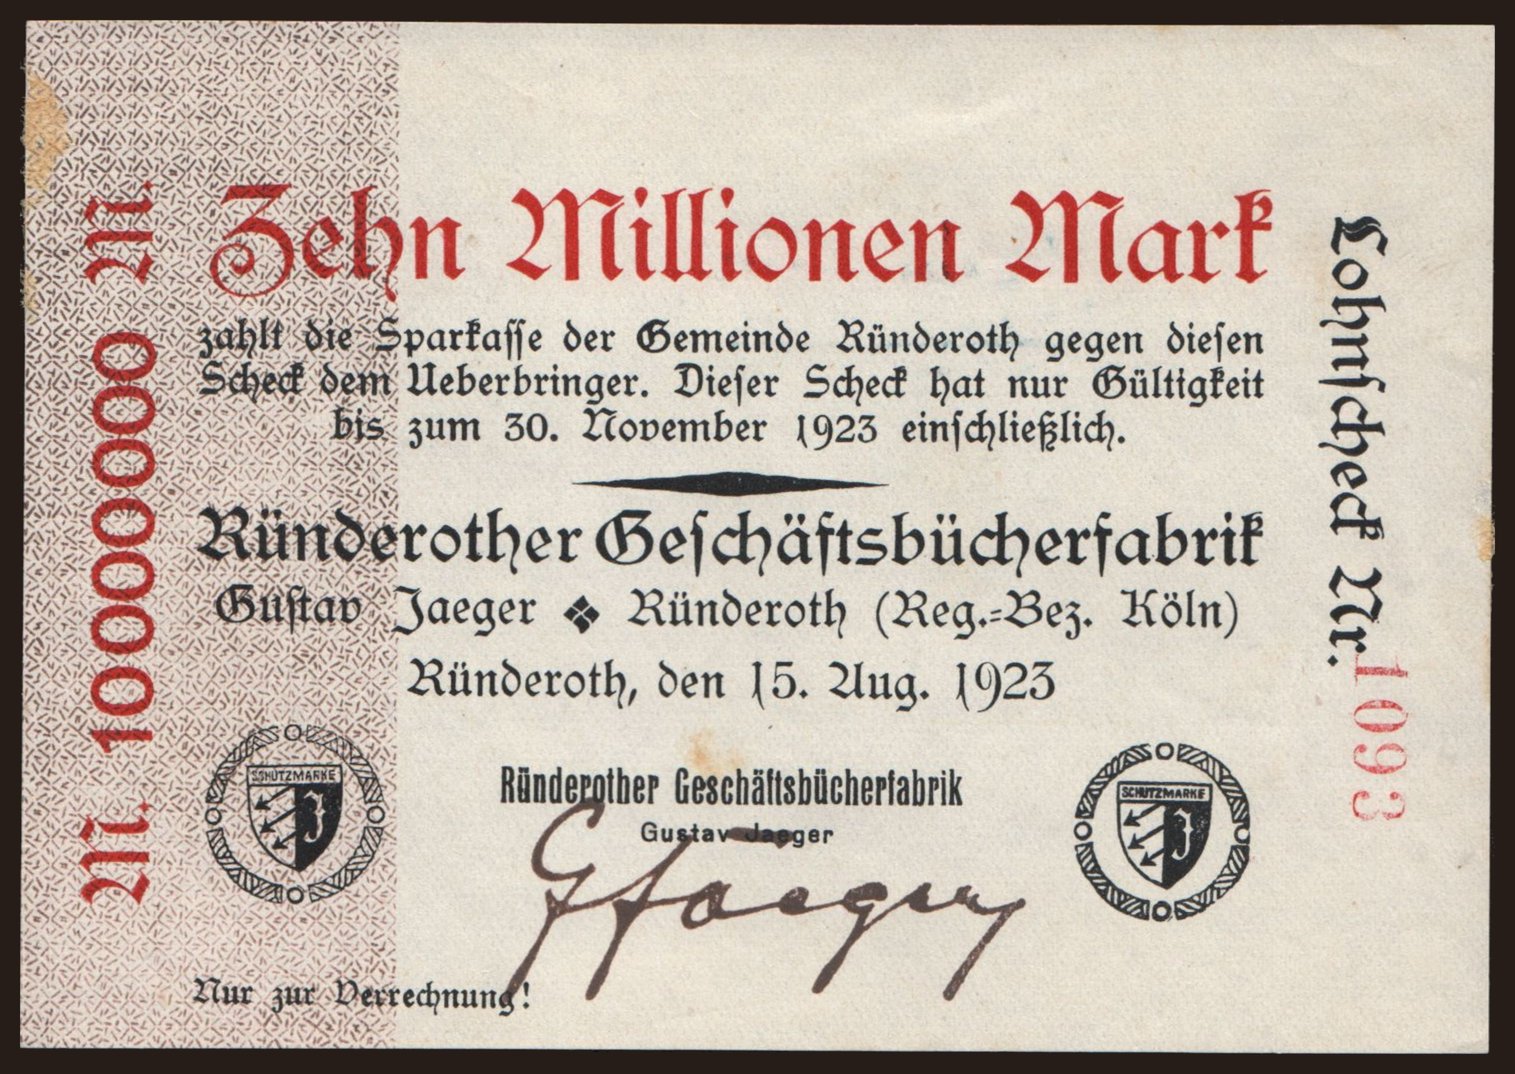 Zehn Millionen Mark
zahlt die Sparkasse der Gemeinde Ründeroth gegen diesen
Scheck dem Ueberbringer. Dieser Scheck hat nur Gültigkeit
bis zum 30. November 1923 einschließlich.
Ründerother Geschäftsbücherfabrik
Gustav Jaeger ❖ Ründeroth (Reg.-Bez. Köln)
Ründeroth, den 15. Aug. 1923
Ründerother Geschäftsbücherfabrik
Gustav Jaeger
GJaeger
Nur zur Verrechnung!
M. 10000000 M.
Lohnscheck Nr. 1093
SCHUTZMARKE
J
SCHUTZMARKE
J